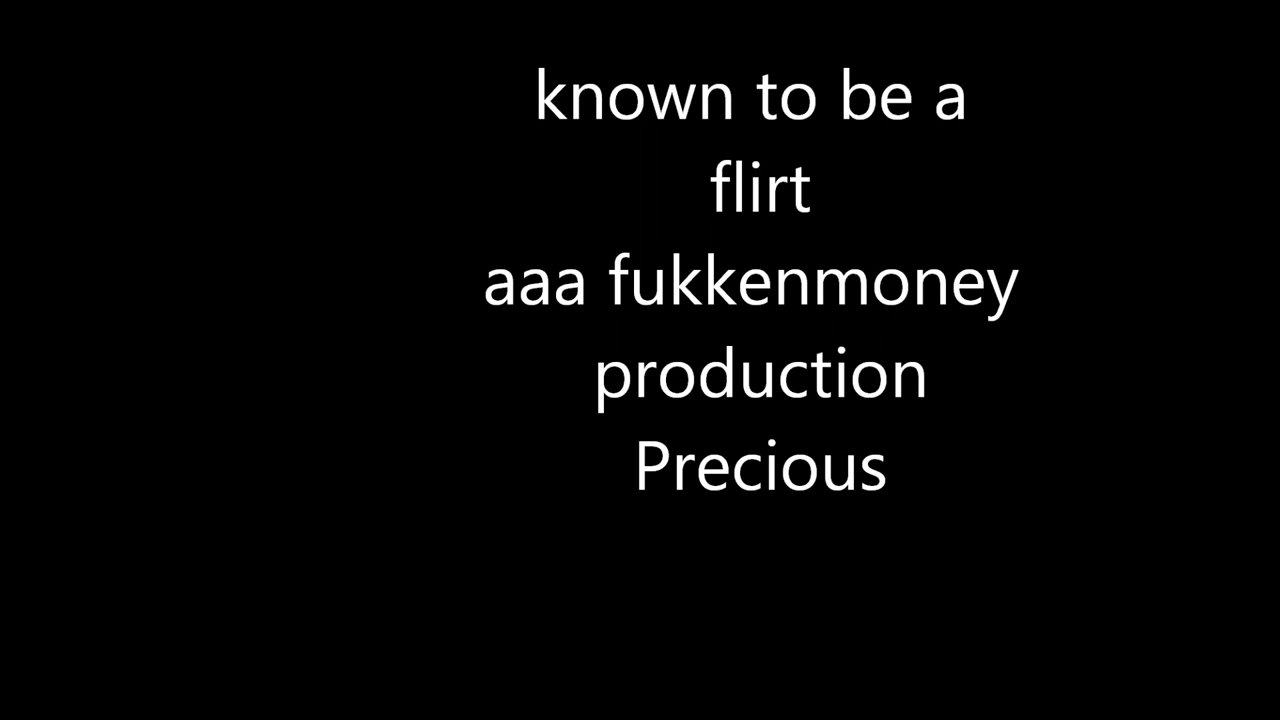 known to be a
flirt
aaa fukkenmoney
production
Precious